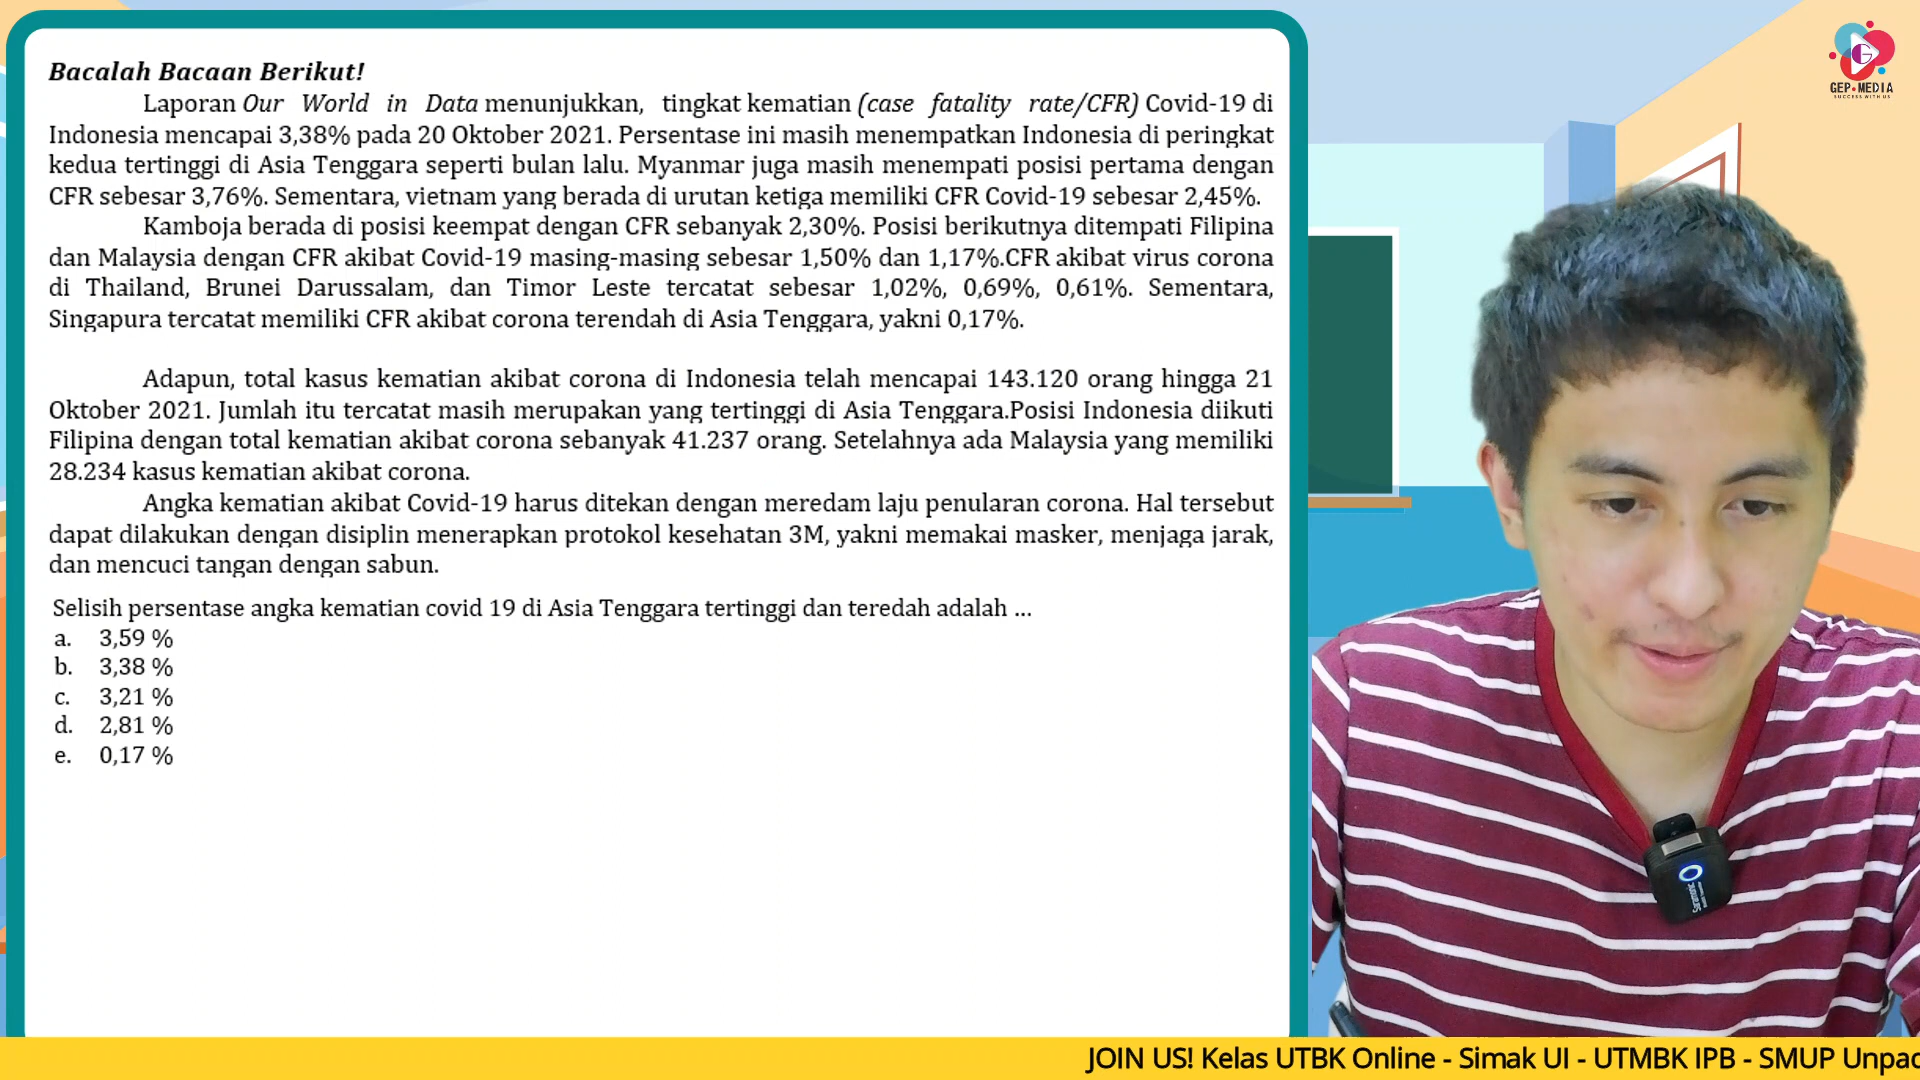 Bacalah Bacaan Berikut!
Laporan Our World in Data menunjukkan, tingkat kematian (case fatality rate/CFR) Covid-19 di
Indonesia mencapai 3,38% pada 20 Oktober 2021. Persentase ini masih menempatkan Indonesia di peringkat
kedua tertinggi di Asia Tenggara seperti bulan lalu. Myanmar juga masih menempati posisi pertama dengan
CFR sebesar 3,76%. Sementara, vietnam yang berada di urutan ketiga memiliki CFR Covid-19 sebesar 2,45%.
Kamboja berada di posisi keempat dengan CFR sebanyak 2,30%. Posisi berikutnya ditempati Filipina
dan Malaysia dengan CFR akibat Covid-19 masing-masing sebesar 1,50% dan 1,17%.CFR akibat virus corona
di Thailand, Brunei Darussalam, dan Timor Leste tercatat sebesar 1,02%, 0,69%, 0,61%. Sementara,
Singapura tercatat memiliki CFR akibat corona terendah di Asia Tenggara, yakni 0,17%.
Adapun, total kasus kematian akibat corona di Indonesia telah mencapai 143.120 orang hingga 21
Oktober 2021. Jumlah itu tercatat masih merupakan yang tertinggi di Asia Tenggara.Posisi Indonesia diikuti
Filipina dengan total kematian akibat corona sebanyak 41.237 orang. Setelahnya ada Malaysia yang memiliki
28.234 kasus kematian akibat corona.
Angka kematian akibat Covid-19 harus ditekan dengan meredam laju penularan corona. Hal tersebut
dapat dilakukan dengan disiplin menerapkan protokol kesehatan 3M, yakni memakai masker, menjaga jarak,
dan mencuci tangan dengan sabun.
Selisih persentase angka kematian covid 19 di Asia Tenggara tertinggi dan teredah adalah ...
a. 3,59 %
b. 3,38 %
c. 3,21 %
d. 2,81 %
e. 0,17 %
GEP MEDIA
SUCCESS WITH US
Saramonic
JOIN US! Kelas UTBK Online - Simak UI - UTMBK IPB - SMUP Unpad